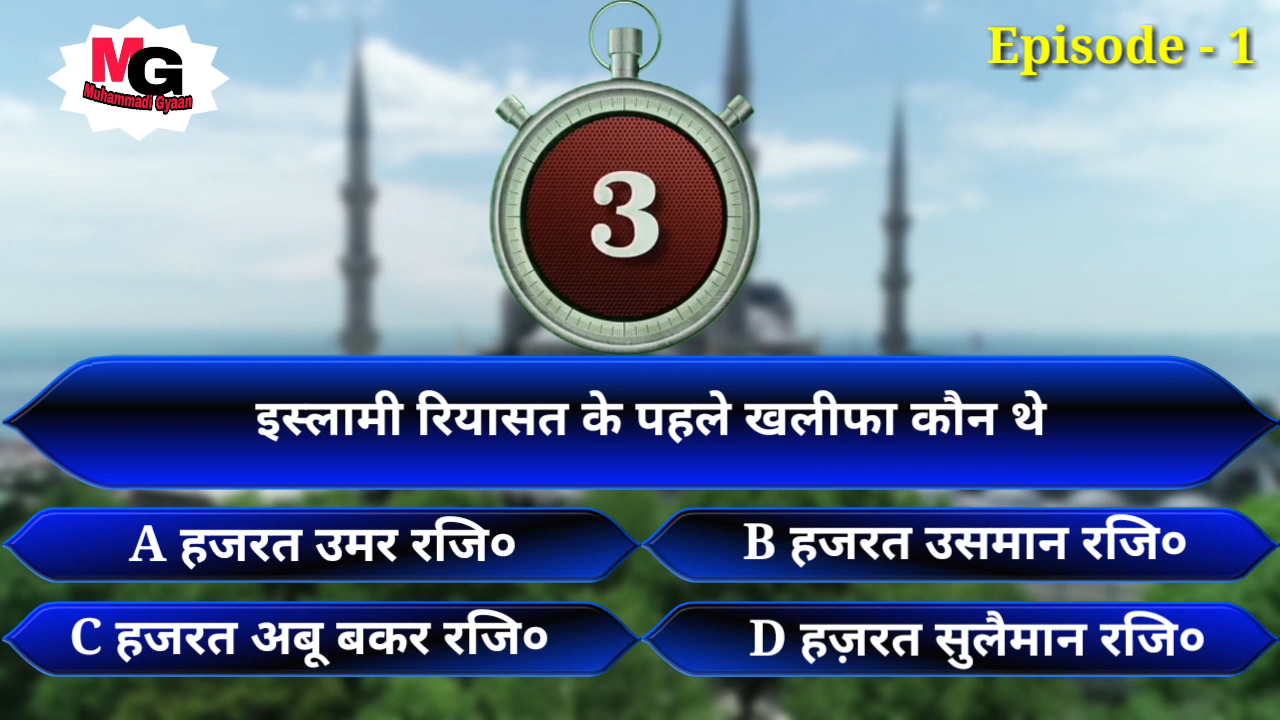 MG
Muhammadi Gyaan
Episode - 1
3
इस्लामी रियासत के पहले खलीफा कौन थे
A हजरत उमर रजि०
B हजरत उसमान रजि०
C हजरत अबू बकर रजि०
D हज़रत सुलैमान रजि०